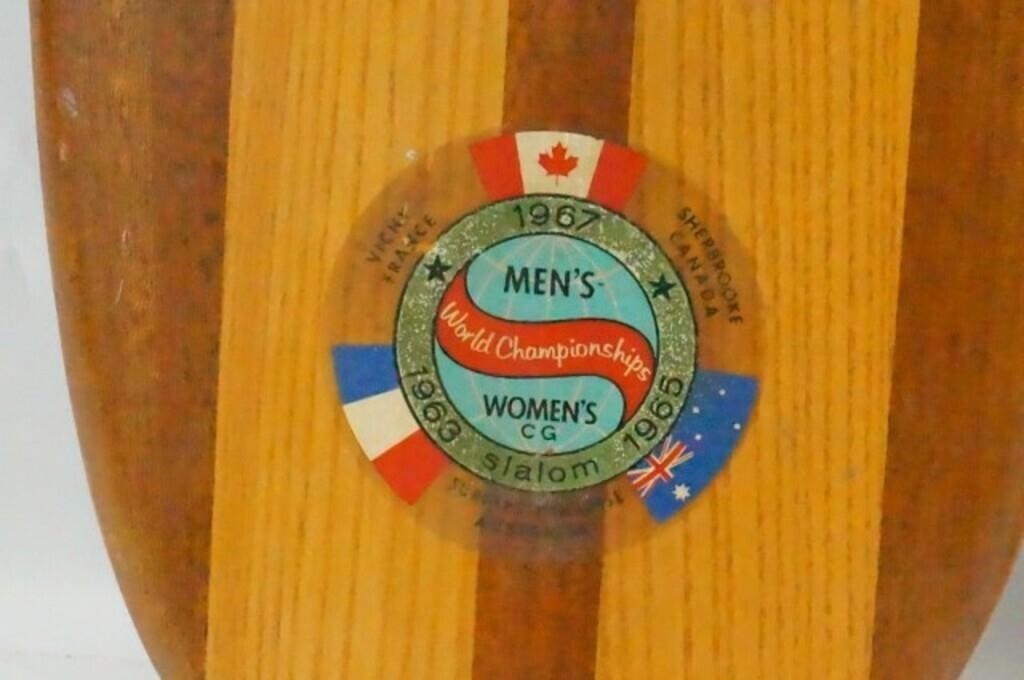 1967
VICHY
FRANCE
SHERBROOKE
CANADA
MEN'S
World Championships
WOMEN'S
CG
1963
slalom
1965